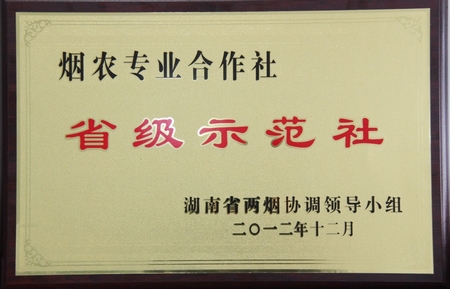 烟农专业合作社
省级示范社
湖南省两烟协调领导小组
二〇一二年十二月